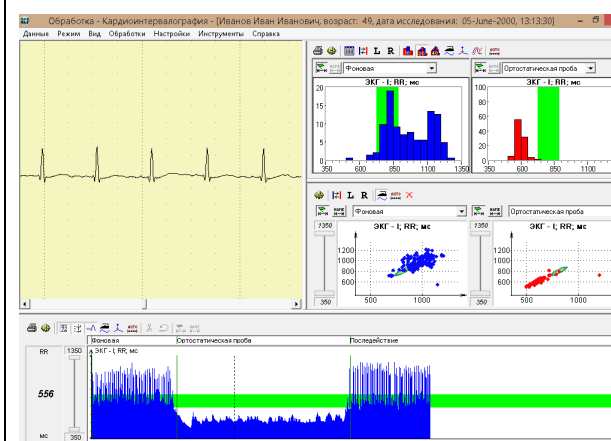 Обработка - Кардиоинтервалография - [Иванов Иван Иванович, возраст: 49, дата исследования: 05-June-2000, 13:13:30]
Данные Режим Вид Обработки Настройки Инструменты Справка
L R
Фоновая
Ортостатическая проба
ЭКГ - I; RR; мс
ЭКГ - I; RR; мс
20
15
10
5
0
350 600 850 1100 1350
100
80
60
40
20
0
350 600 850 1100
L R АВТО
Фоновая
Ортостатическая проба
1350
350
ЭКГ - I; RR; мс
1200
1000
800
600
500 1000
1350
350
ЭКГ - I; RR; мс
1200
1000
800
600
500 1000
Фоновая Ортостатическая проба Последействие
RR
1350
ЭКГ - I; RR; мс
556
мс
350